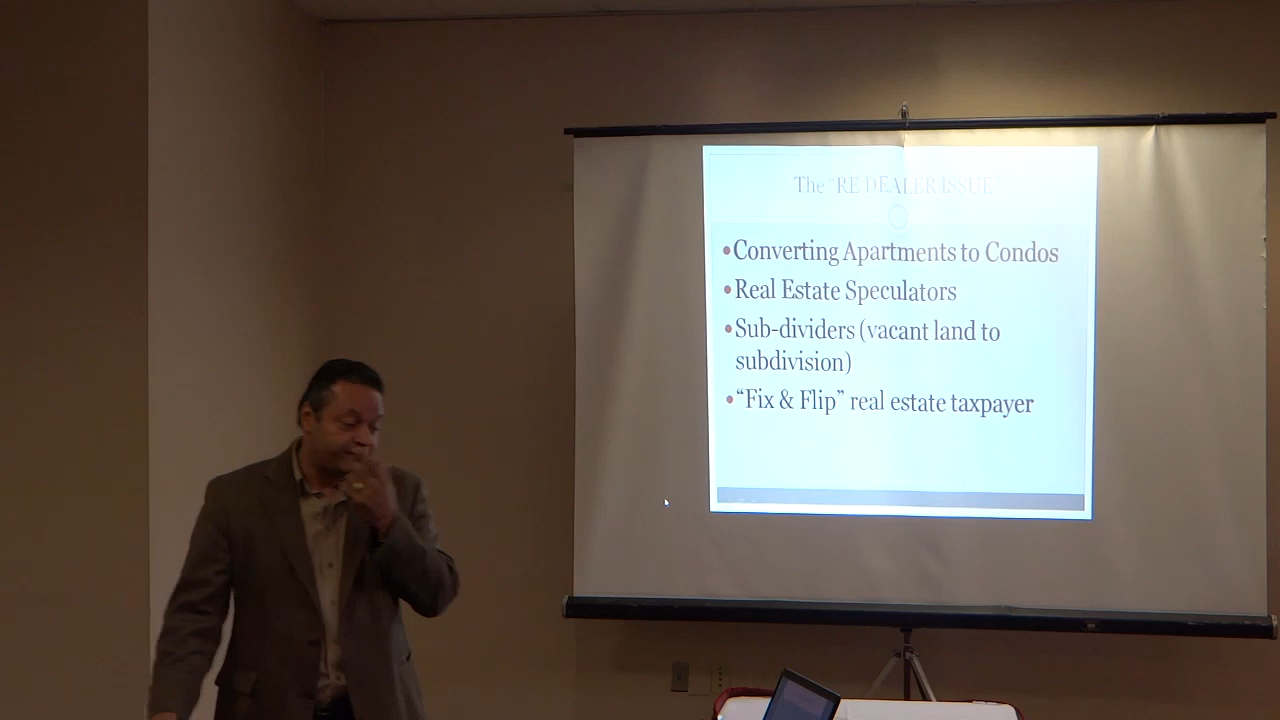 The "RE DEALER ISSUE"
•Converting Apartments to Condos
•Real Estate Speculators
•Sub-dividers (vacant land to
subdivision)
•“Fix & Flip” real estate taxpayer